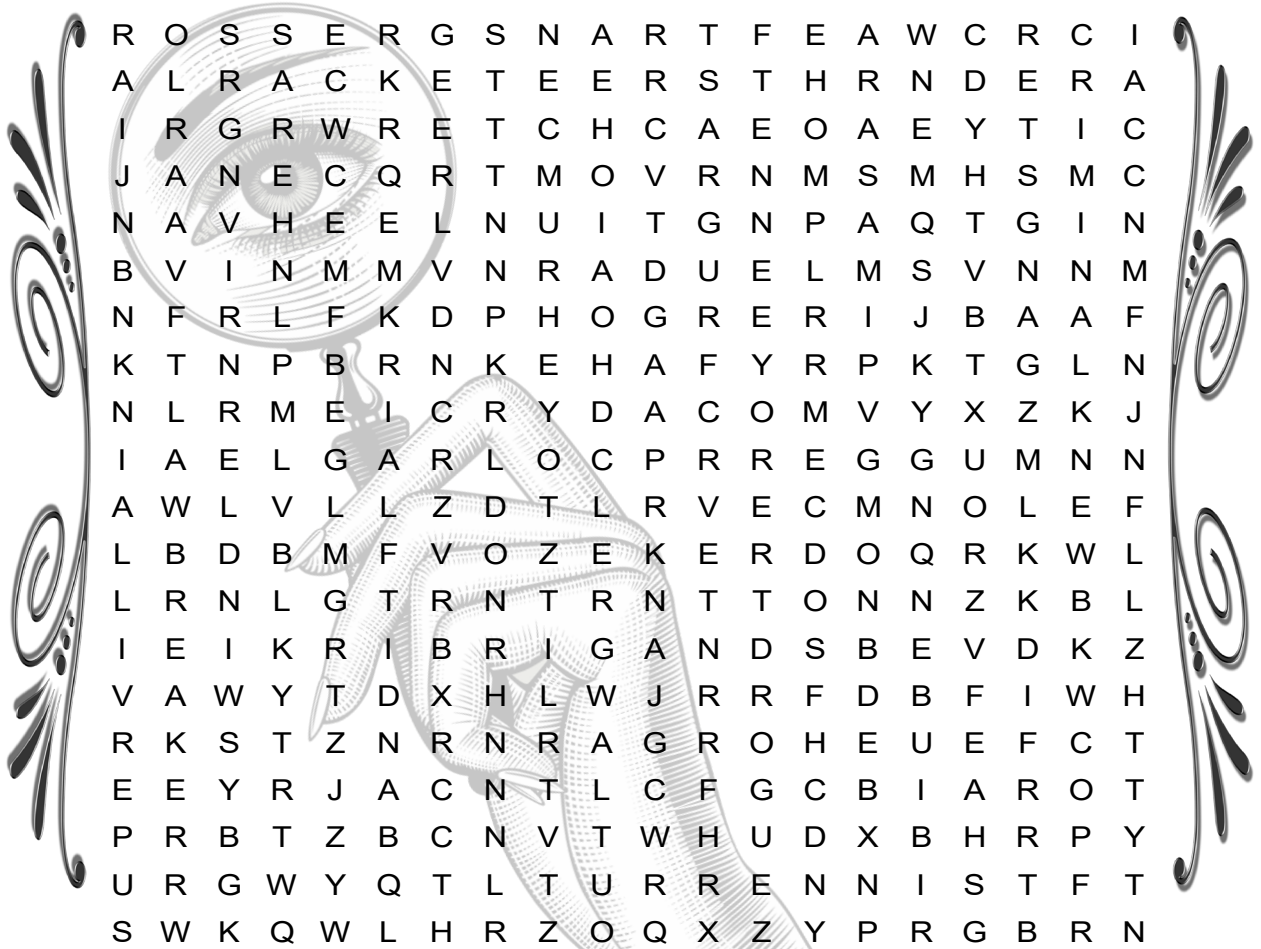 R O S S E R G S N A R T F E A W C R C I
A L R A C K E T E E R S T H R N D E R A
I R G R W R E T C H C A E O A E Y T I C
J A N E C Q R T M O V R N M S M H S M C
N A V H E E L N U I T G N P A Q T G I N
B V I N M M V N R A D U E L M S V N N M
N F R L F K D P H O G R E R I J B A A F
K T N P B R N K E H A F Y R P K T G L N
N L R M E I C R Y D A C O M V Y X Z K J
I A E L G A R L O C P R R E G G U M N N
A W L V L L Z D T L R V E C M N O L E F
L B D B M F V O Z E K E R D O Q R K W L
L R N L G T R N T R N T T O N N Z K B L
I E I K R I B R I G A N D S B E V D K Z
V A W Y T D X H L W J R R F D B F I W H
R K S T Z N R N R A G R O H E U E F C T
E E Y R J A C N T L C F G C B I A R O T
P R B T Z B C N V T W H U D X B H R P Y
U R G W Y Q T L T U R R E N N I S T F T
S W K Q W L H R Z O Q X Z Y P R G B R N